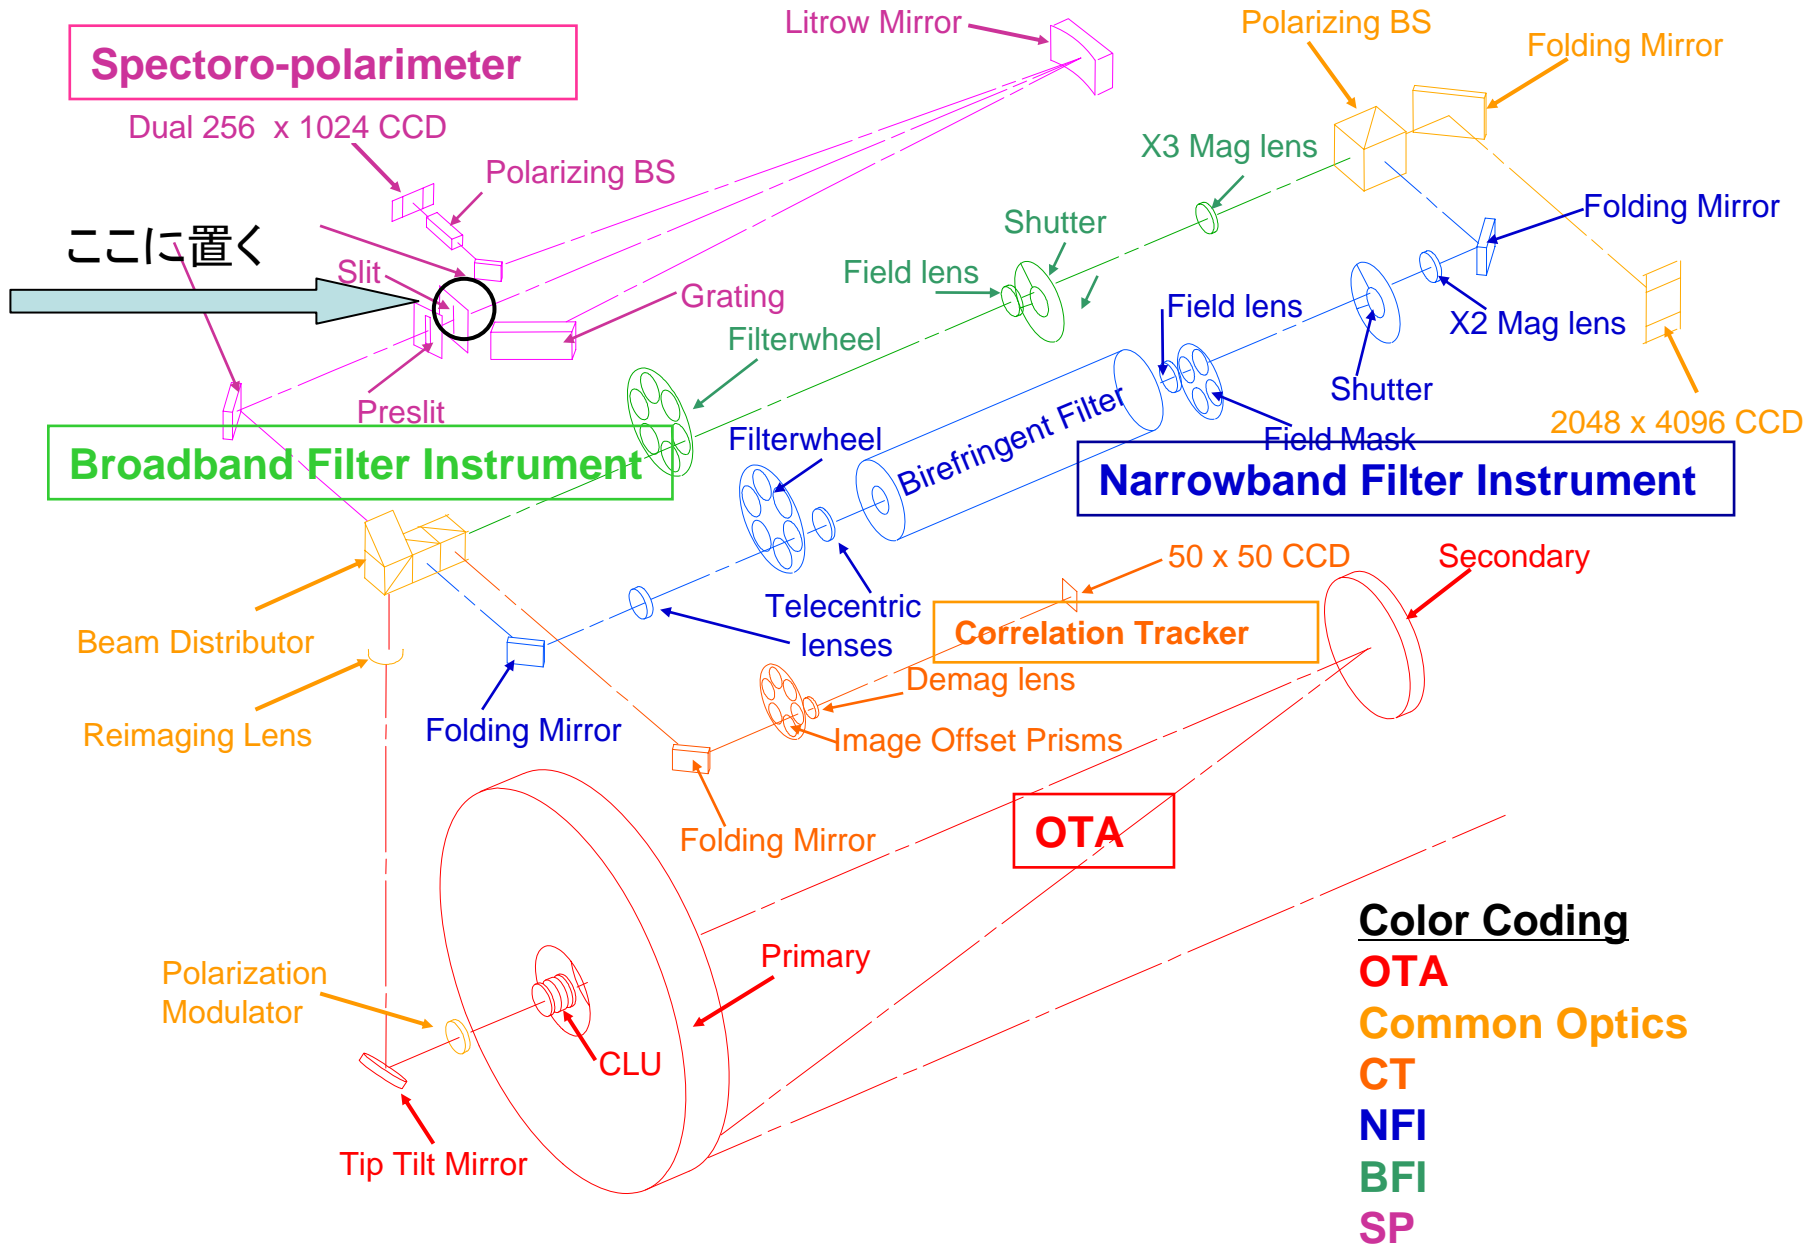 Litrow Mirror
Polarizing BS
Folding Mirror
Spectoro-polarimeter
Dual 256 x 1024 CCD
Polarizing BS
X3 Mag lens
Folding Mirror
ここに置く
Shutter
Slit
Field lens
Grating
Field lens
X2 Mag lens
Filterwheel
Shutter
Preslit
2048 x 4096 CCD
Filterwheel
Birefringent Filter
Field Mask
Broadband Filter Instrument
Narrowband Filter Instrument
50 x 50 CCD
Secondary
Telecentric
lenses
Beam Distributor
Correlation Tracker
Demag lens
Reimaging Lens
Folding Mirror
Image Offset Prisms
Folding Mirror
OTA
Primary
Polarization
Modulator
CLU
Tip Tilt Mirror
Color Coding
OTA
Common Optics
CT
NFI
BFI
SP